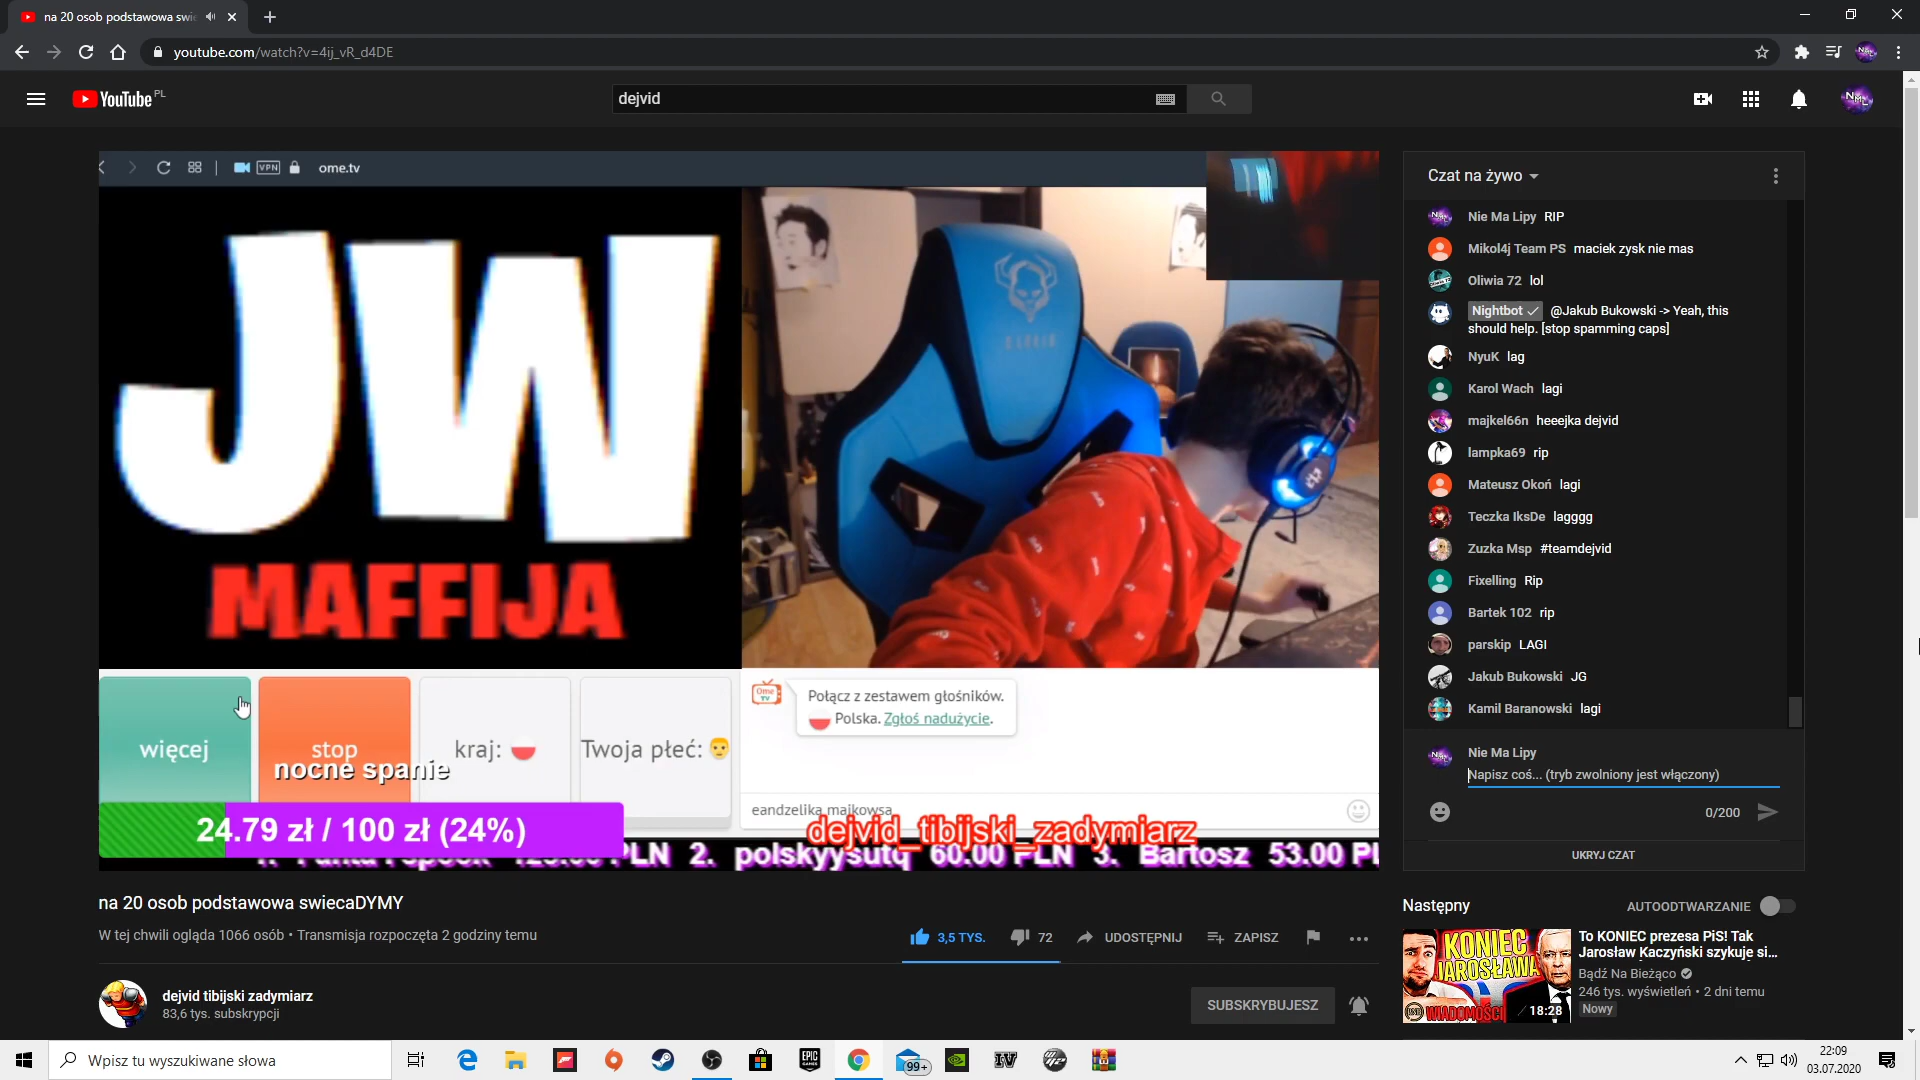 na 20 osob podstawowa swie
youtube.com/watch?v=4ij_vR_d4DE
YouTube PL
dejvid
VPN
ome.tv
JW
MAFFIJA
więcej
stop
kraj:
Twoja płeć:
nocne spanie
24.79 zł / 100 zł (24%)
Ome TV
Połącz z zestawem głośników.
Polska. Zgłoś nadużycie.
eandzelika majkowsa
dejvid_tibijski_zadymiarz
PLN 2. polskyysutq 60.00 PLN 3. Bartosz 53.00 PL
Czat na żywo
Nie Ma Lipy RIP
Mikol4j Team PS maciek zysk nie mas
Oliwia 72 lol
Nightbot @Jakub Bukowski -> Yeah, this
should help. [stop spamming caps]
NyuK lag
Karol Wach lagi
majkel66n heeejka dejvid
lampka69 rip
Mateusz Okoń lagi
Teczka IksDe lagggg
Zuzka Msp #teamdejvid
Fixelling Rip
Bartek 102 rip
parskip LAGI
Jakub Bukowski JG
Kamil Baranowski lagi
Nie Ma Lipy
Napisz coś... (tryb zwolniony jest włączony)
0/200
UKRYJ CZAT
na 20 osob podstawowa swiecaDYMY
W tej chwili ogląda 1066 osób • Transmisja rozpoczęta 2 godziny temu
3,5 TYS.
72
UDOSTĘPNIJ
ZAPISZ
dejvid tibijski zadymiarz
83,6 tys. subskrypcji
SUBSKRYBUJESZ
Następny
AUTOODTWARZANIE
KONIEC
JAROSŁAWA
WIADOMOŚCI
18:28
To KONIEC prezesa PiS! Tak
Jarosław Kaczyński szykuje si...
Bądź Na Bieżąco
246 tys. wyświetleń • 2 dni temu
Nowy
Wpisz tu wyszukiwane słowa
EPIC GAMES
99+
IV
22:09
03.07.2020